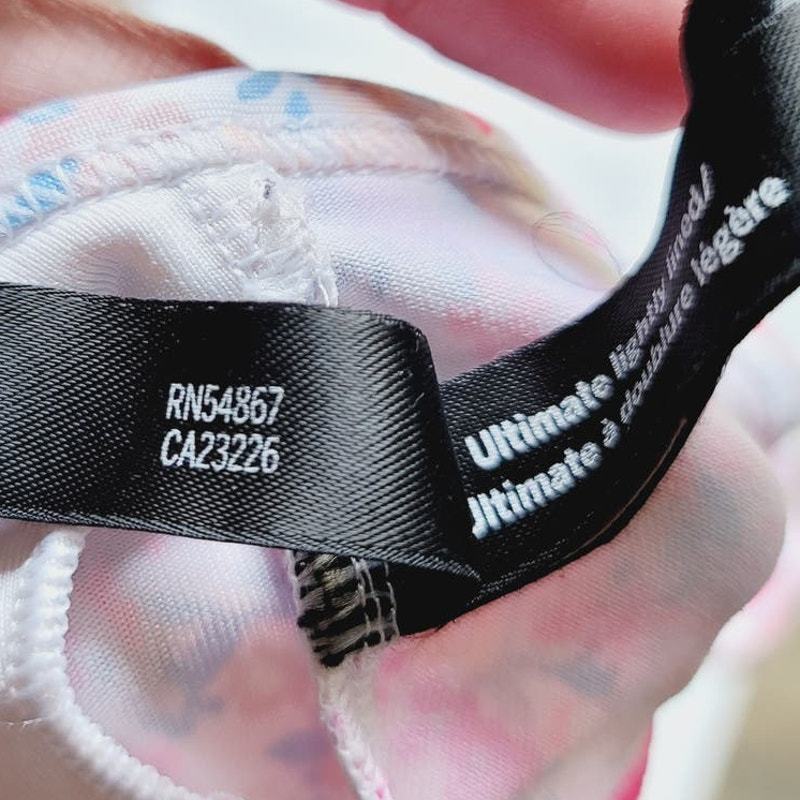 RN54867
CA23226
Ultimate lightly lined/
Ultimate à doublure légère